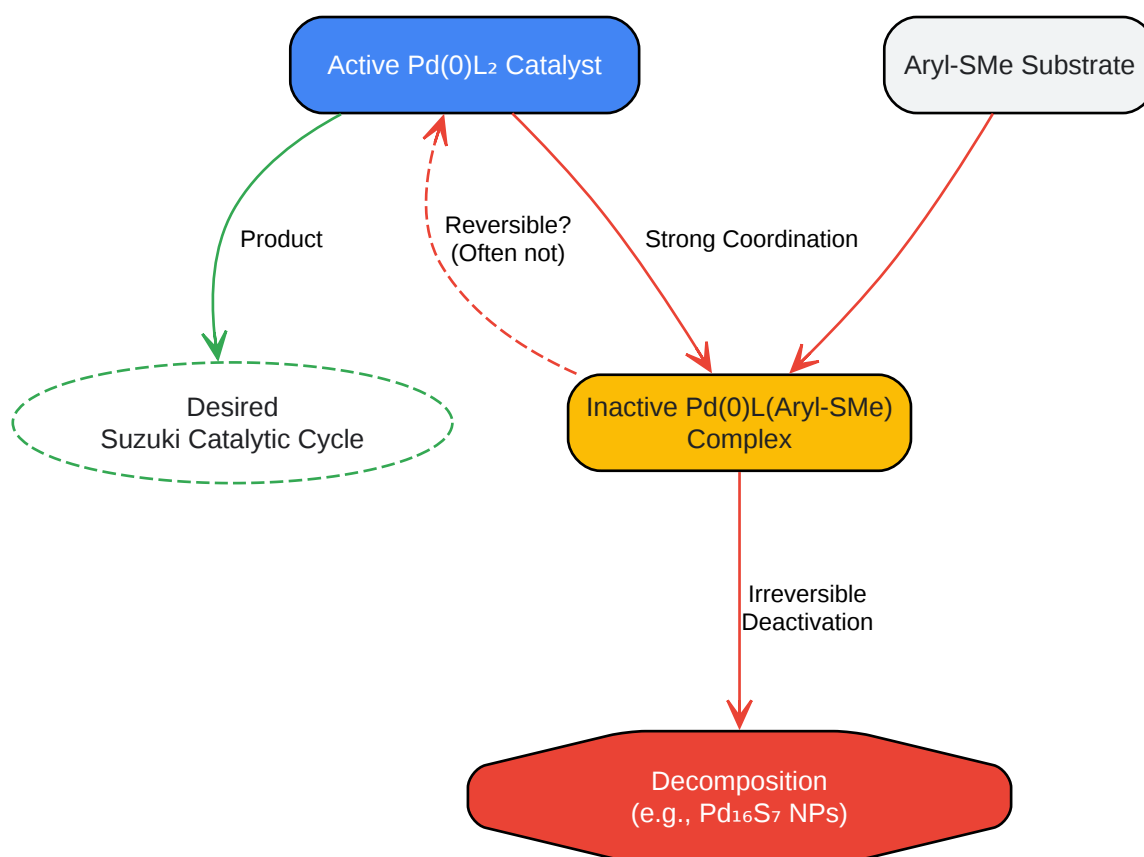 Active Pd(0)L₂ Catalyst
Aryl-SMe Substrate
Product
Reversible?
(Often not)
Strong Coordination
Desired
Suzuki Catalytic Cycle
Inactive Pd(0)L(Aryl-SMe)
Complex
Irreversible
Deactivation
Decomposition
(e.g., Pd₁₆S₇ NPs)